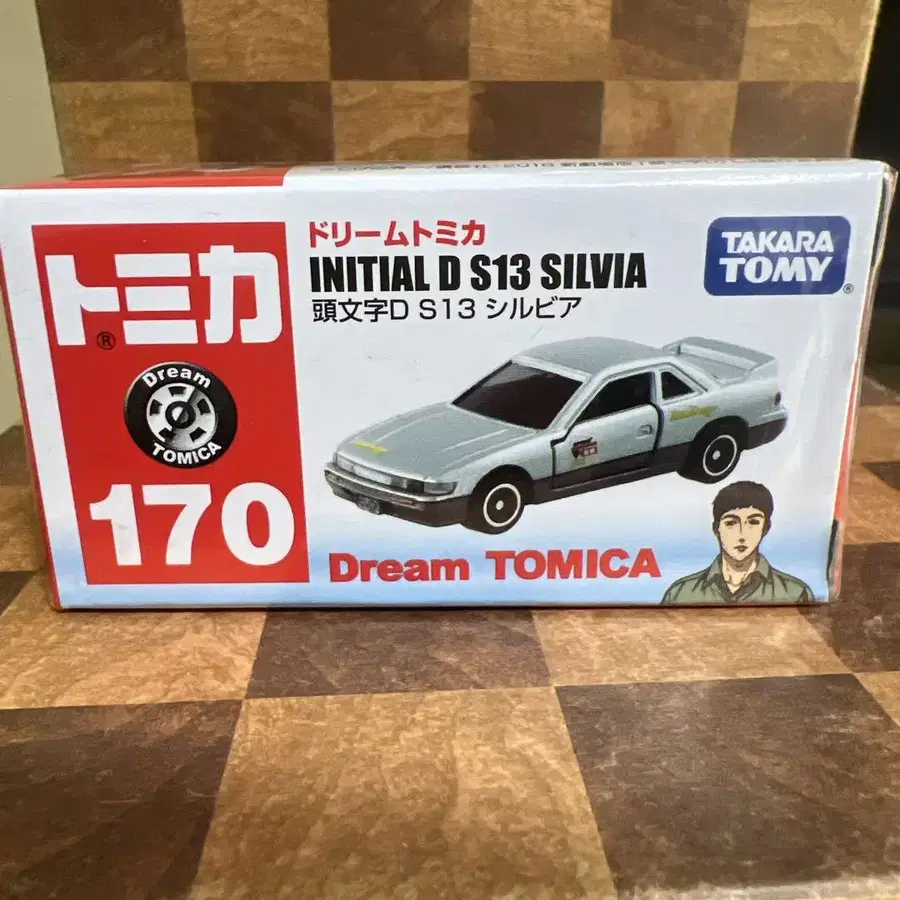 トミカ
®
Dream
TOMICA
170
ドリームトミカ
INITIAL D S13 SILVIA
頭文字D S13 シルビア
TAKARA
TOMY
®
Dream TOMICA